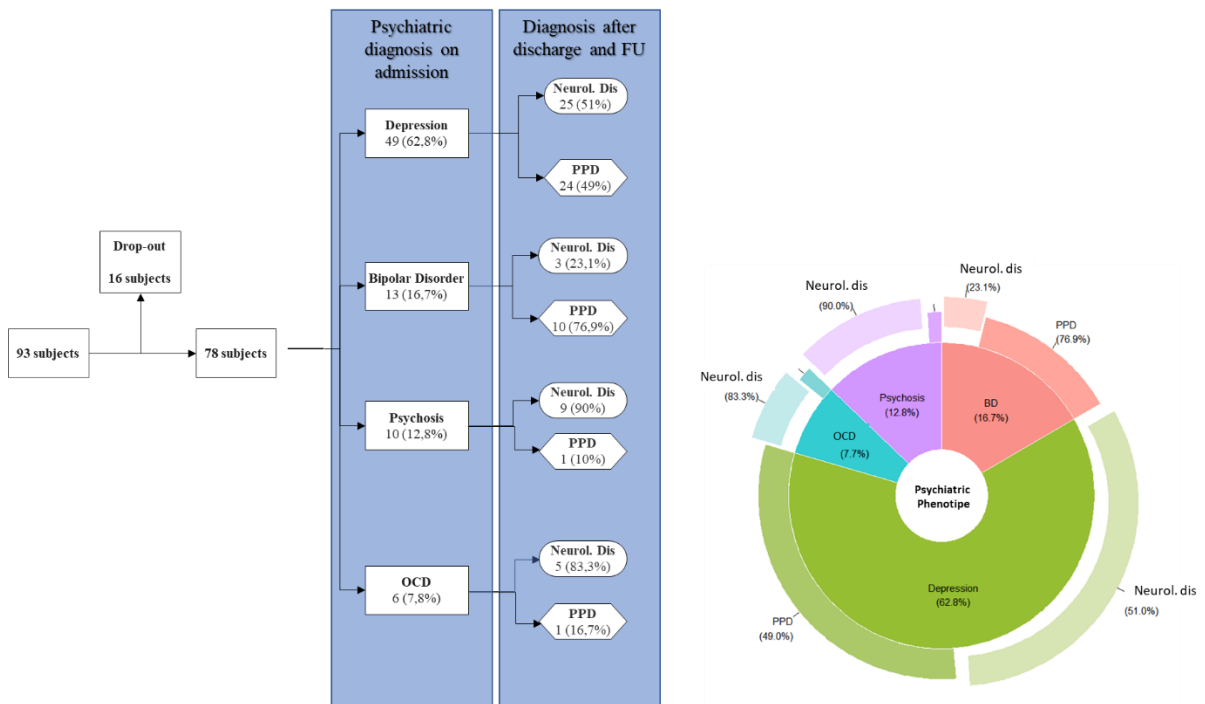 Psychiatric
diagnosis on
admission
Diagnosis after
discharge and FU
93 subjects
Drop-out
16 subjects
78 subjects
Depression
49 (62,8%)
Neurol. Dis
25 (51%)
PPD
24 (49%)
Bipolar Disorder
13 (16,7%)
Neurol. Dis
3 (23,1%)
PPD
10 (76,9%)
Psychosis
10 (12,8%)
Neurol. Dis
9 (90%)
PPD
1 (10%)
OCD
6 (7,8%)
Neurol. Dis
5 (83,3%)
PPD
1 (16,7%)
Neurol. dis
(90.0%)
Neurol. dis
(23.1%)
PPD
(76.9%)
Neurol. dis
(83.3%)
Psychosis
(12.8%)
BD
(16.7%)
OCD
(7.7%)
Psychiatric
Phenotipe
Depression
(62.8%)
PPD
(49.0%)
Neurol. dis
(51.0%)